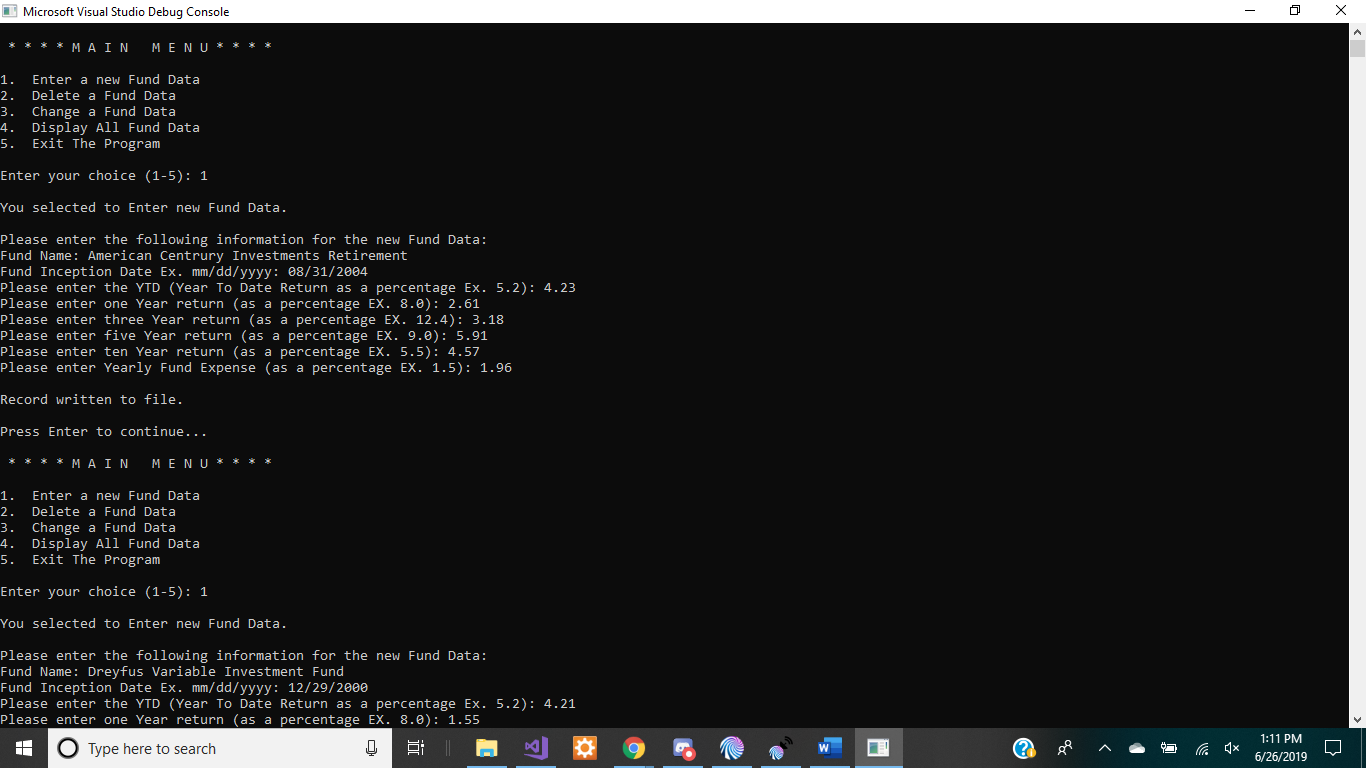 Microsoft Visual Studio Debug Console
* * * * M A I N   M E N U * * * *
1.  Enter a new Fund Data
2.  Delete a Fund Data
3.  Change a Fund Data
4.  Display All Fund Data
5.  Exit The Program
Enter your choice (1-5): 1
You selected to Enter new Fund Data.
Please enter the following information for the new Fund Data:
Fund Name: American Centrury Investments Retirement
Fund Inception Date Ex. mm/dd/yyyy: 08/31/2004
Please enter the YTD (Year To Date Return as a percentage Ex. 5.2): 4.23
Please enter one Year return (as a percentage EX. 8.0): 2.61
Please enter three Year return (as a percentage EX. 12.4): 3.18
Please enter five Year return (as a percentage EX. 9.0): 5.91
Please enter ten Year return (as a percentage EX. 5.5): 4.57
Please enter Yearly Fund Expense (as a percentage EX. 1.5): 1.96
Record written to file.
Press Enter to continue...
* * * * M A I N   M E N U * * * *
1.  Enter a new Fund Data
2.  Delete a Fund Data
3.  Change a Fund Data
4.  Display All Fund Data
5.  Exit The Program
Enter your choice (1-5): 1
You selected to Enter new Fund Data.
Please enter the following information for the new Fund Data:
Fund Name: Dreyfus Variable Investment Fund
Fund Inception Date Ex. mm/dd/yyyy: 12/29/2000
Please enter the YTD (Year To Date Return as a percentage Ex. 5.2): 4.21
Please enter one Year return (as a percentage EX. 8.0): 1.55
Type here to search
1:11 PM
6/26/2019